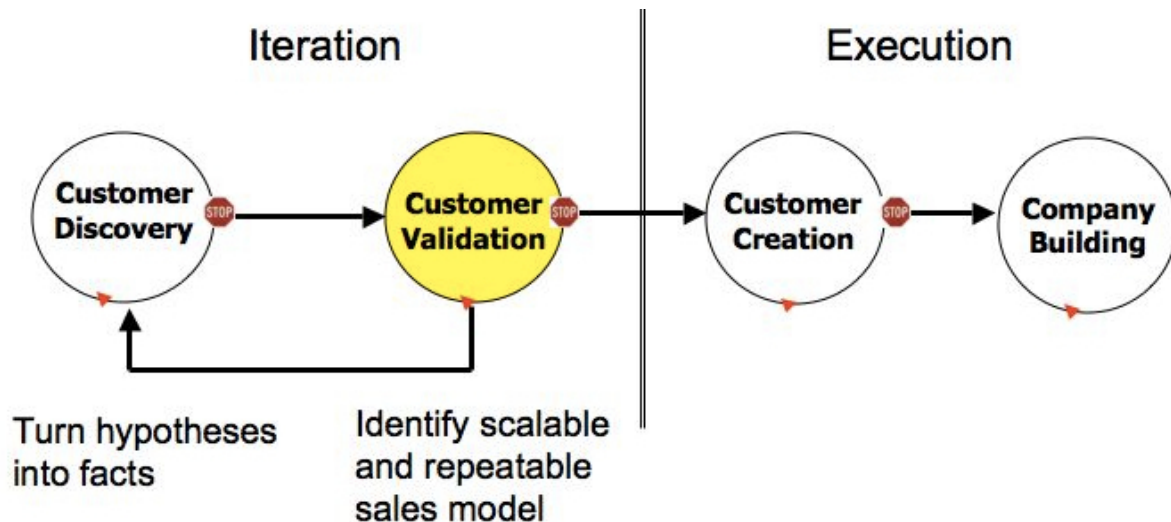 Iteration
Execution
Customer
Discovery
STOP
Customer
Validation
STOP
Customer
Creation
STOP
Company
Building
Turn hypotheses
into facts
Identify scalable
and repeatable
sales model